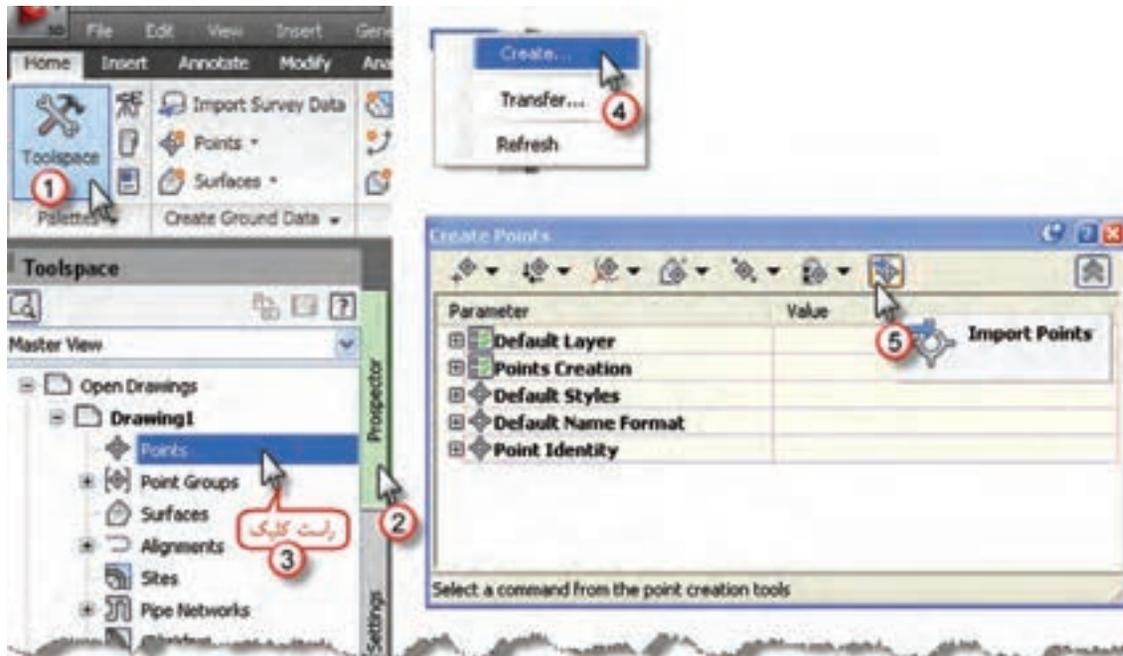 3D
File Edit View Insert Gene
Home Insert Annotate Modify Ana
Import Survey Data
Points
Surfaces
Toolspace
1
Palettes
Create Ground Data
Toolspace
Master View
Open Drawings
Drawing1
Points
Point Groups
Surfaces
Alignments
Sites
Pipe Networks
راست کلیک
3
Prospector
2
Settings
Create...
4
Transfer...
Refresh
Create Points
Parameter Value
Default Layer
Points Creation
Default Styles
Default Name Format
Point Identity
5
Import Points
Select a command from the point creation tools